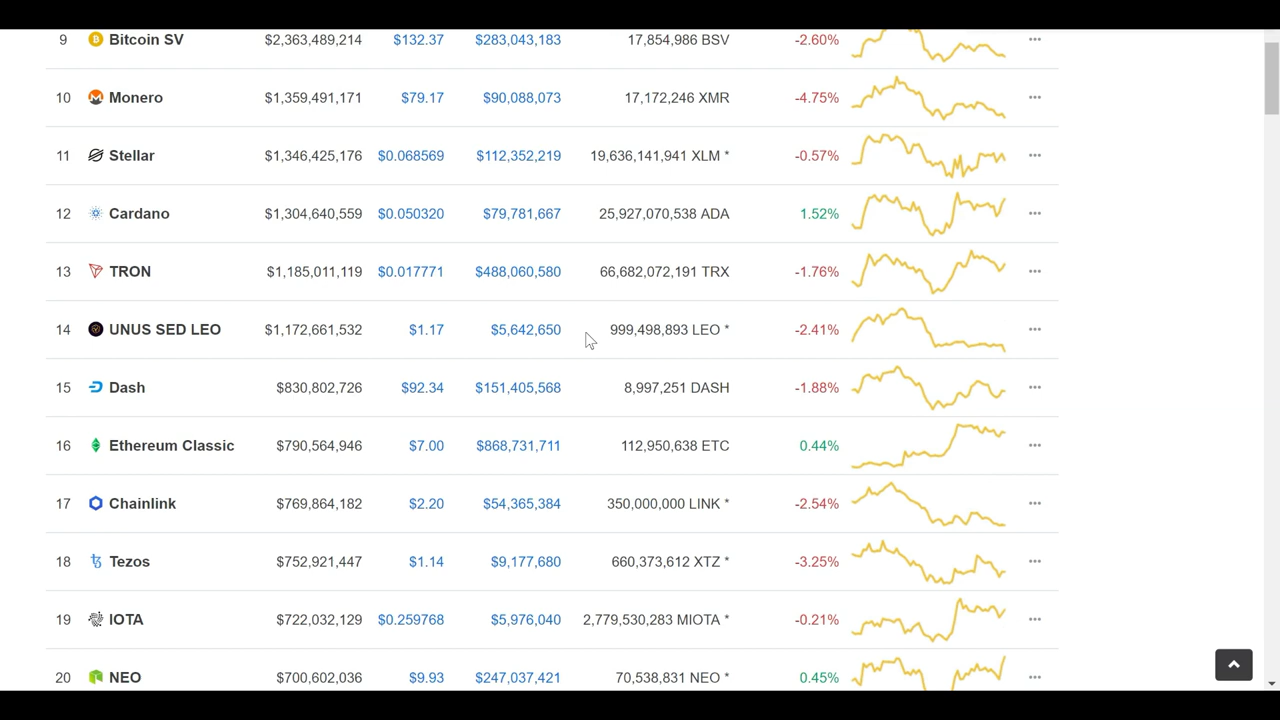 9 Bitcoin SV $2,363,489,214 $132.37 $283,043,183 17,854,986 BSV -2.60%
10 Monero $1,359,491,171 $79.17 $90,088,073 17,172,246 XMR -4.75%
11 Stellar $1,346,425,176 $0.068569 $112,352,219 19,636,141,941 XLM * -0.57%
12 Cardano $1,304,640,559 $0.050320 $79,781,667 25,927,070,538 ADA 1.52%
13 TRON $1,185,011,119 $0.017771 $488,060,580 66,682,072,191 TRX -1.76%
14 UNUS SED LEO $1,172,661,532 $1.17 $5,642,650 999,498,893 LEO * -2.41%
15 Dash $830,802,726 $92.34 $151,405,568 8,997,251 DASH -1.88%
16 Ethereum Classic $790,564,946 $7.00 $868,731,711 112,950,638 ETC 0.44%
17 Chainlink $769,864,182 $2.20 $54,365,384 350,000,000 LINK * -2.54%
18 Tezos $752,921,447 $1.14 $9,177,680 660,373,612 XTZ * -3.25%
19 IOTA $722,032,129 $0.259768 $5,976,040 2,779,530,283 MIOTA * -0.21%
20 NEO $700,602,036 $9.93 $247,037,421 70,538,831 NEO * 0.45%